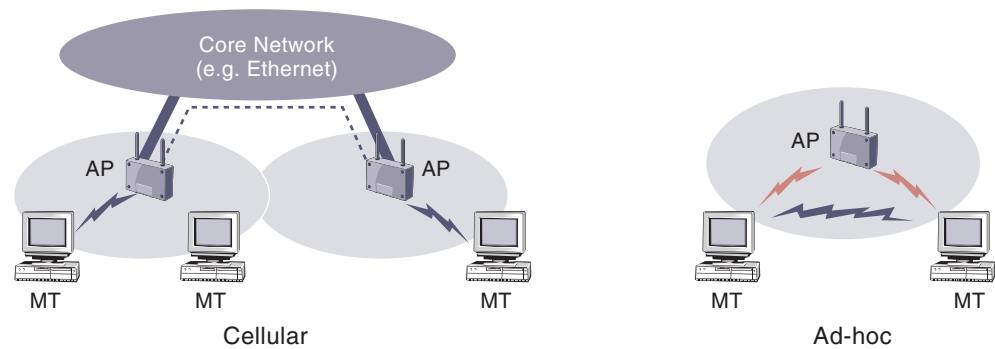 Core Network
(e.g. Ethernet)
AP
AP
MT
MT
MT
Cellular
AP
MT
MT
Ad-hoc